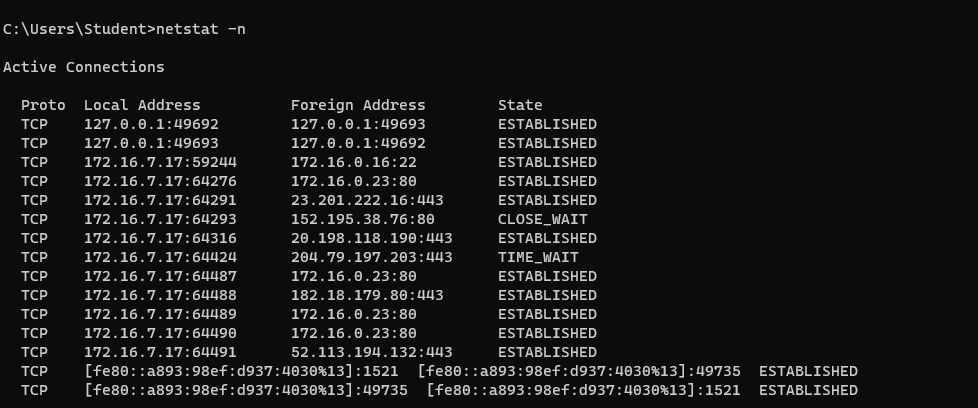 C:\Users\Student>netstat -n
Active Connections
Proto  Local Address          Foreign Address        State
TCP    127.0.0.1:49692        127.0.0.1:49693        ESTABLISHED
TCP    127.0.0.1:49693        127.0.0.1:49692        ESTABLISHED
TCP    172.16.7.17:59244      172.16.0.16:22         ESTABLISHED
TCP    172.16.7.17:64276      172.16.0.23:80         ESTABLISHED
TCP    172.16.7.17:64291      23.201.222.16:443      ESTABLISHED
TCP    172.16.7.17:64293      152.195.38.76:80       CLOSE_WAIT
TCP    172.16.7.17:64316      20.198.118.190:443     ESTABLISHED
TCP    172.16.7.17:64424      204.79.197.203:443     TIME_WAIT
TCP    172.16.7.17:64487      172.16.0.23:80         ESTABLISHED
TCP    172.16.7.17:64488      182.18.179.80:443      ESTABLISHED
TCP    172.16.7.17:64489      172.16.0.23:80         ESTABLISHED
TCP    172.16.7.17:64490      172.16.0.23:80         ESTABLISHED
TCP    172.16.7.17:64491      52.113.194.132:443     ESTABLISHED
TCP    [fe80::a893:98ef:d937:4030%13]:1521  [fe80::a893:98ef:d937:4030%13]:49735  ESTABLISHED
TCP    [fe80::a893:98ef:d937:4030%13]:49735  [fe80::a893:98ef:d937:4030%13]:1521  ESTABLISHED